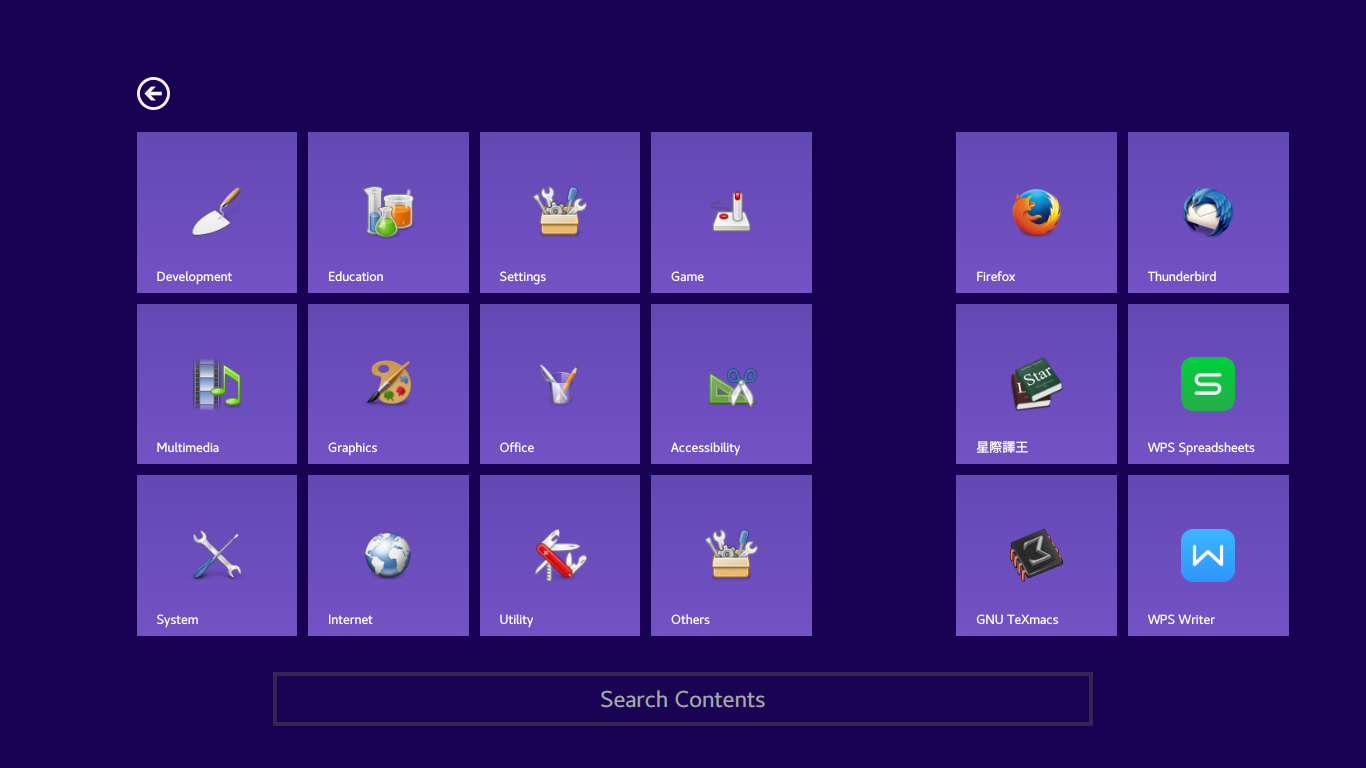 Development
Education
Settings
Game
Firefox
Thunderbird
Multimedia
Graphics
Office
Accessibility
Star
星際譯王
WPS Spreadsheets
System
Internet
Utility
Others
GNU TeXmacs
WPS Writer
Search Contents